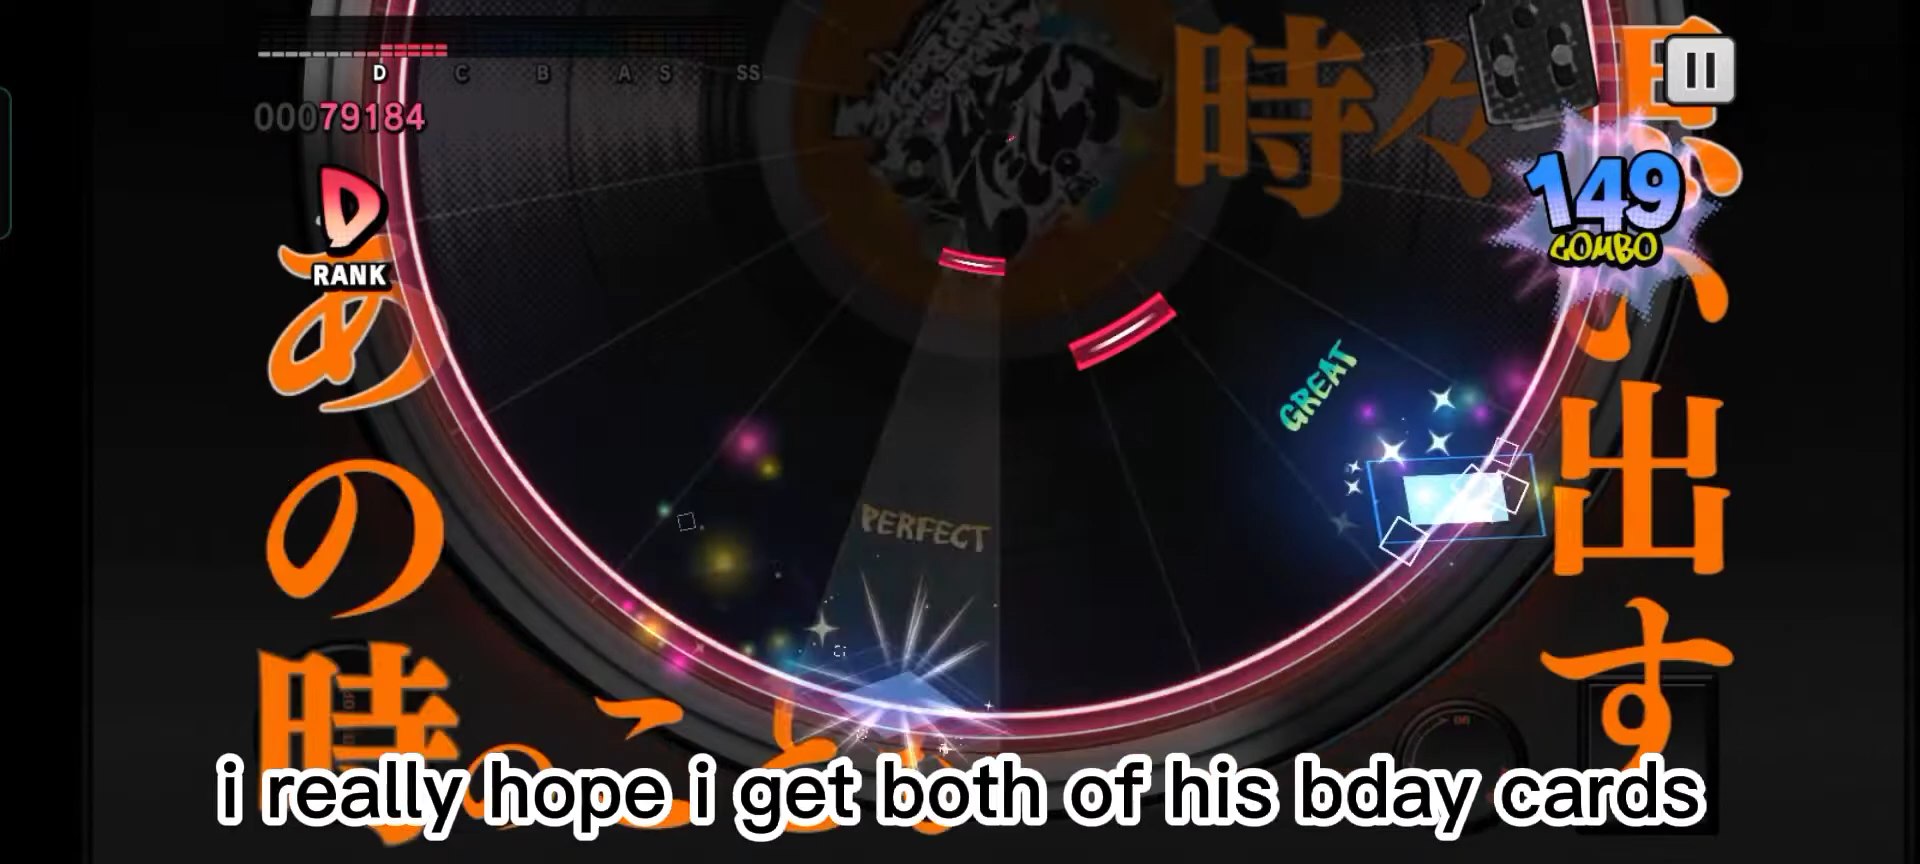 D C B A S SS
00079184
D
RANK
149
COMBO
時々
思い出す
あの時のことを
GREAT
PERFECT
i really hope i get both of his bday cards